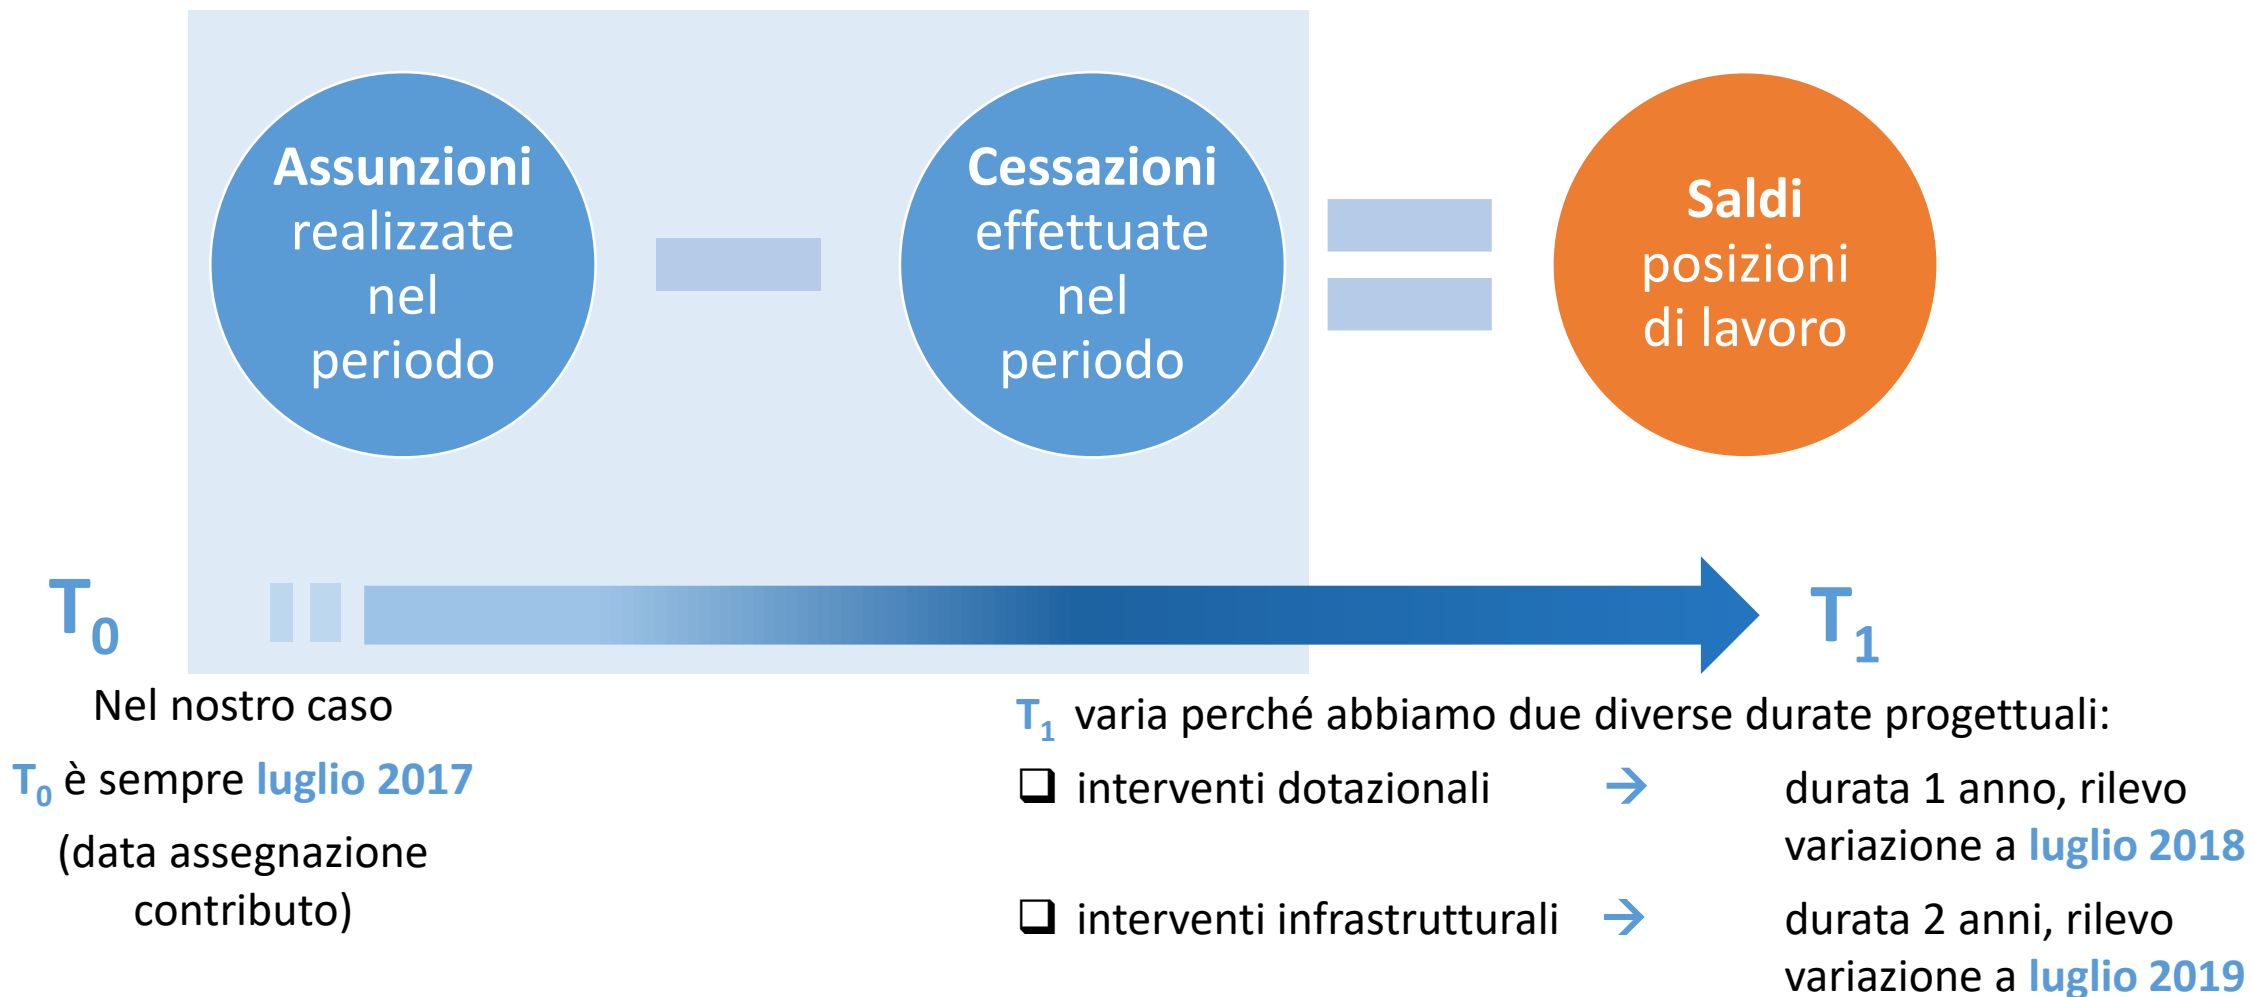 Assunzioni
realizzate
nel
periodo
Cessazioni
effettuate
nel
periodo
Saldi
posizioni
di lavoro
T0
T1
Nel nostro caso
T0 è sempre luglio 2017
(data assegnazione
contributo)
T1 varia perché abbiamo due diverse durate progettuali:
❑ interventi dotazionali → durata 1 anno, rilevo
variazione a luglio 2018
❑ interventi infrastrutturali → durata 2 anni, rilevo
variazione a luglio 2019